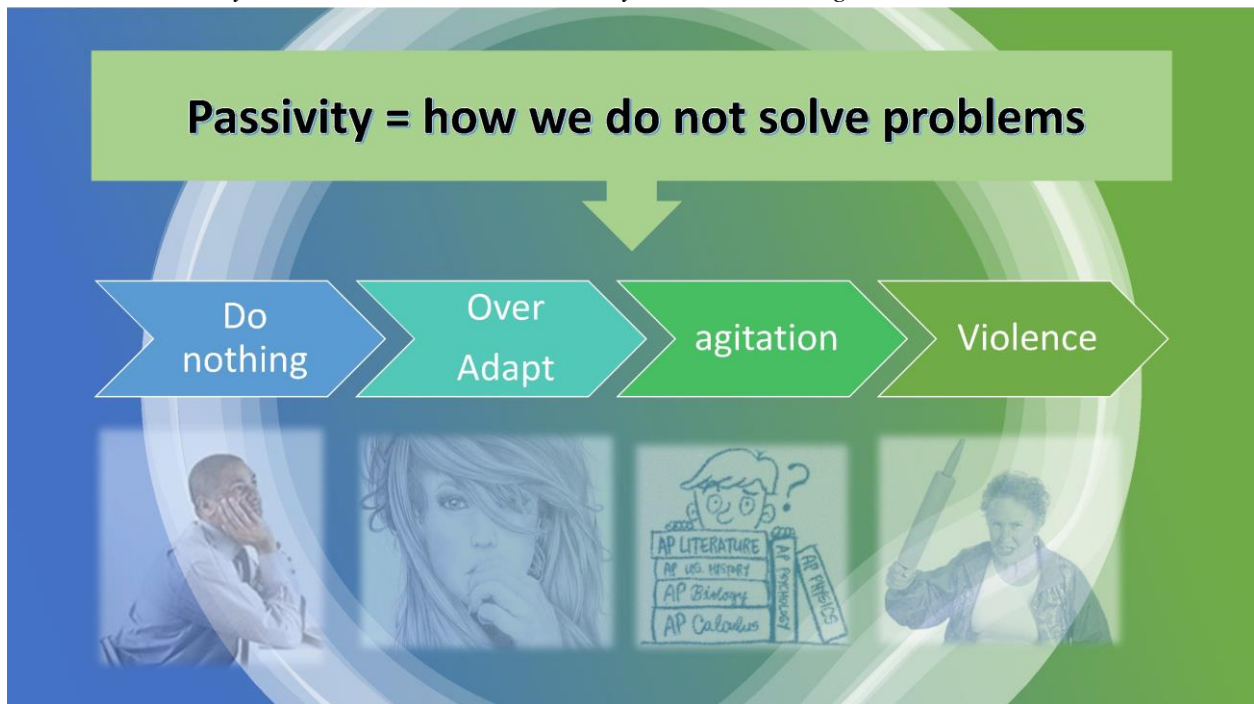 Passivity = how we do not solve problems
Do
nothing
Over
Adapt
agitation
Violence
AP LITERATURE
AP U.S. HISTORY
AP Biology
AP Calculus
AP PSYCHOLOGY
AP PHYSICS
?